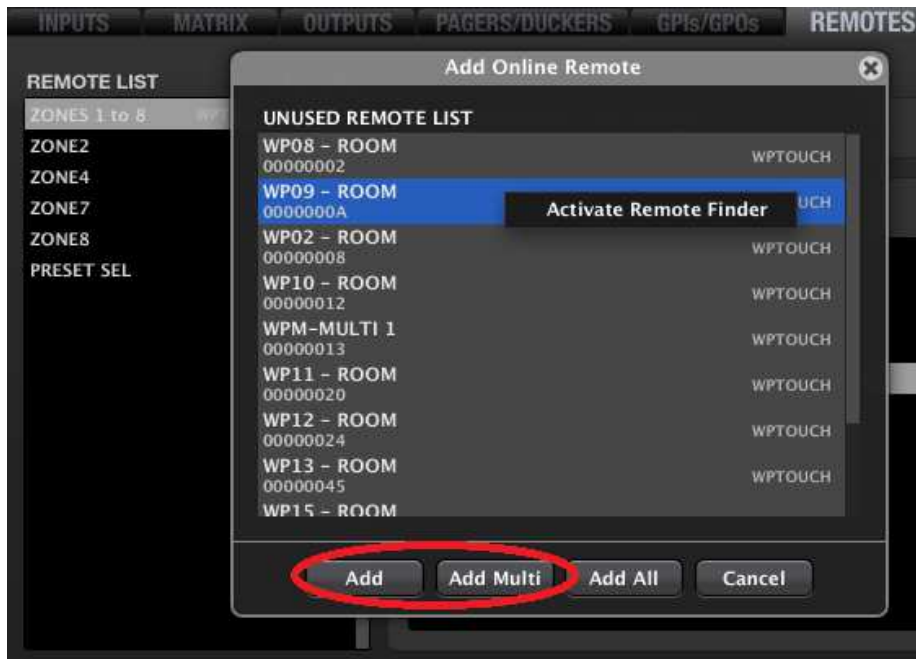 INPUTS MATRIX OUTPUTS PAGERS/DUCKERS GPIs/GPOs REMOTES
Add Online Remote
REMOTE LIST
ZONES 1 to 8
ZONE2
ZONE4
ZONE7
ZONE8
PRESET SEL
UNUSED REMOTE LIST
WP08 - ROOM
00000002 WPTOUCH
WP09 - ROOM
0000000A UCH
Activate Remote Finder
WP02 - ROOM
00000008 WPTOUCH
WP10 - ROOM
00000012 WPTOUCH
WPM-MULTI 1
00000013 WPTOUCH
WP11 - ROOM
00000020 WPTOUCH
WP12 - ROOM
00000024 WPTOUCH
WP13 - ROOM
00000045 WPTOUCH
WP15 - ROOM
Add Add Multi Add All Cancel